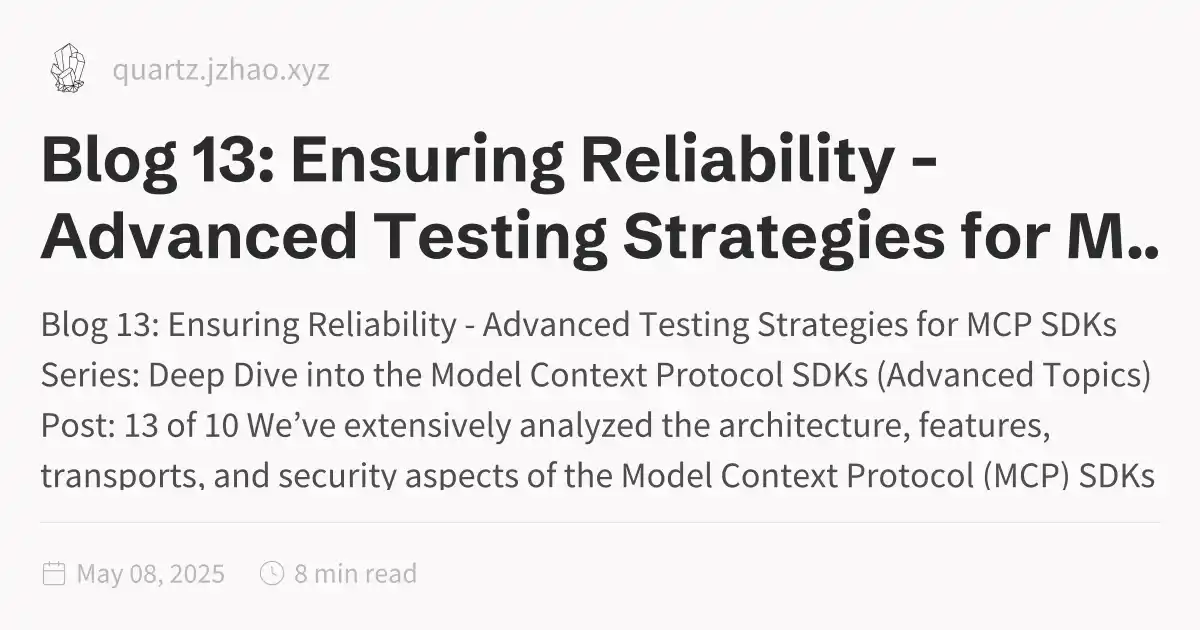 quartz.jzhao.xyz
Blog 13: Ensuring Reliability -
Advanced Testing Strategies for M..
Blog 13: Ensuring Reliability - Advanced Testing Strategies for MCP SDKs
Series: Deep Dive into the Model Context Protocol SDKs (Advanced Topics)
Post: 13 of 10 We’ve extensively analyzed the architecture, features,
transports, and security aspects of the Model Context Protocol (MCP) SDKs
May 08, 2025
8 min read